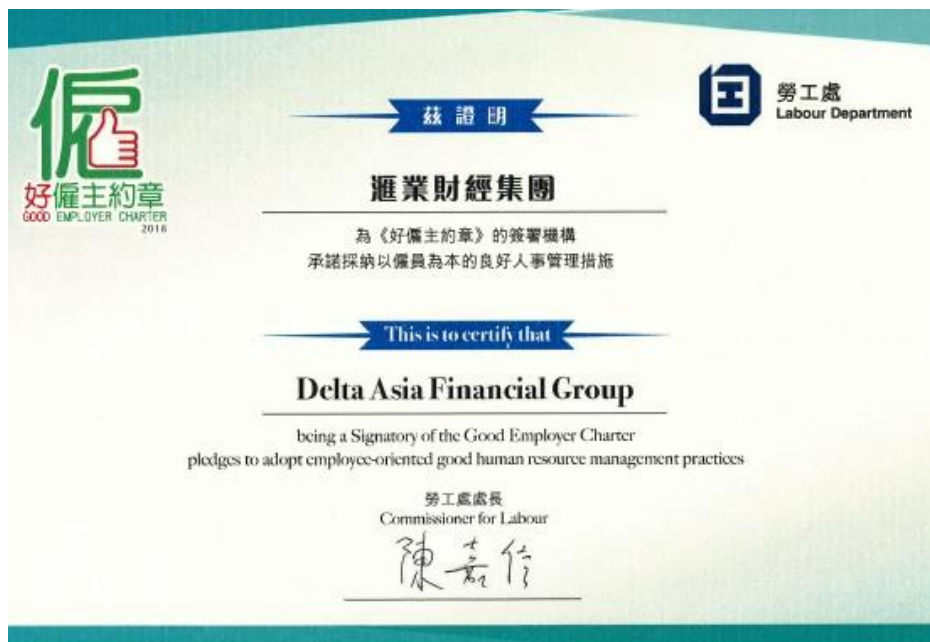 僱
好僱主約章
GOOD EMPLOYER CHARTER
2018
勞工處
Labour Department
茲證明
滙業財經集團
為《好僱主約章》的簽署機構
承諾採納以僱員為本的良好人事管理措施
This is to certify that
Delta Asia Financial Group
being a Signatory of the Good Employer Charter
pledges to adopt employee-oriented good human resource management practices
勞工處處長
Commissioner for Labour
陳嘉信